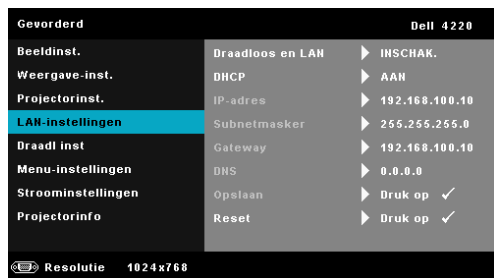 Gevorderd Dell 4220
Beeldinst. Draadloos en LAN INSCHAK.
Weergave-inst. DHCP AAN
Projectorinst. IP-adres 192.168.100.10
LAN-instellingen Subnetmasker 255.255.255.0
Draadl inst Gateway 192.168.100.10
Menu-instellingen DNS 0.0.0.0
Stroominstellingen Opslaan Druk op ✓
Projectorinfo Reset Druk op ✓
Resolutie 1024x768